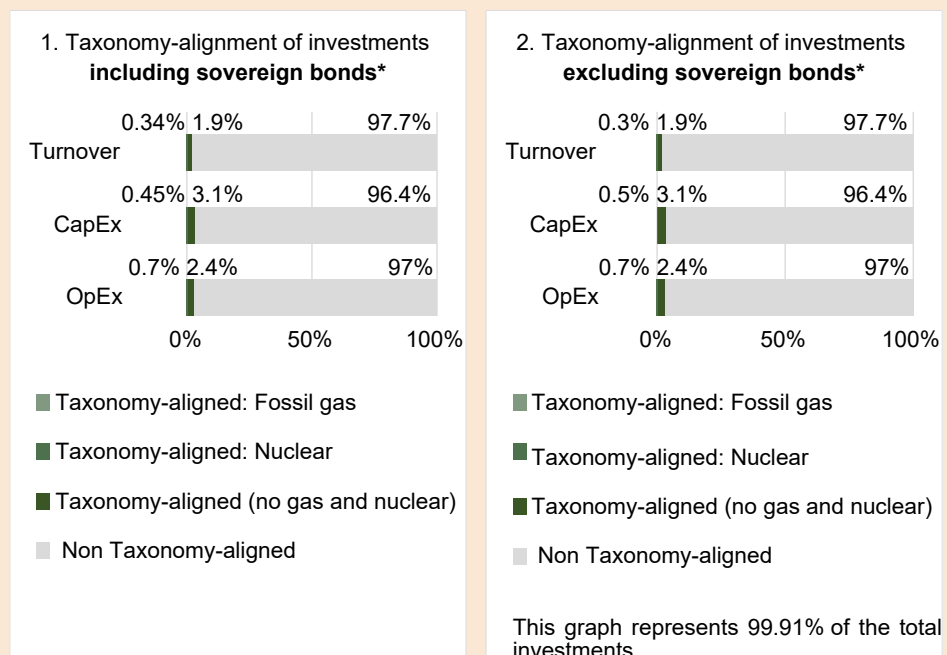 1. Taxonomy-alignment of investments
including sovereign bonds*
0.34% 1.9% 97.7%
Turnover
0.45% 3.1% 96.4%
CapEx
0.7% 2.4% 97%
OpEx
0% 50% 100%
Taxonomy-aligned: Fossil gas
Taxonomy-aligned: Nuclear
Taxonomy-aligned (no gas and nuclear)
Non Taxonomy-aligned
2. Taxonomy-alignment of investments
excluding sovereign bonds*
0.3% 1.9% 97.7%
Turnover
0.5% 3.1% 96.4%
CapEx
0.7% 2.4% 97%
OpEx
0% 50% 100%
Taxonomy-aligned: Fossil gas
Taxonomy-aligned: Nuclear
Taxonomy-aligned (no gas and nuclear)
Non Taxonomy-aligned
This graph represents 99.91% of the total
investments